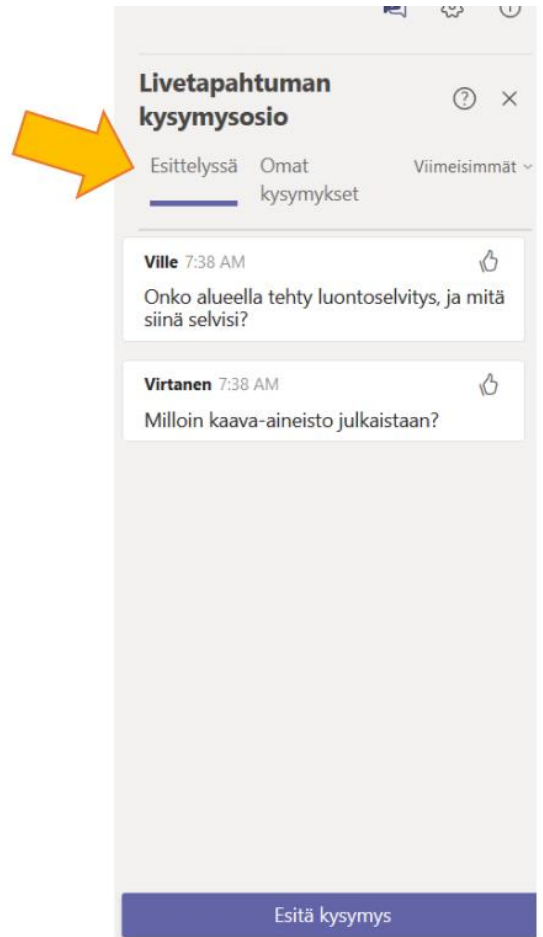 Livetapahtuman
kysymysosio
Esittelyssä Omat kysymykset Viimeisimmät
Ville 7:38 AM
Onko alueella tehty luontoselvitys, ja mitä
siinä selvisi?
Virtanen 7:38 AM
Milloin kaava-aineisto julkaistaan?
Esitä kysymys